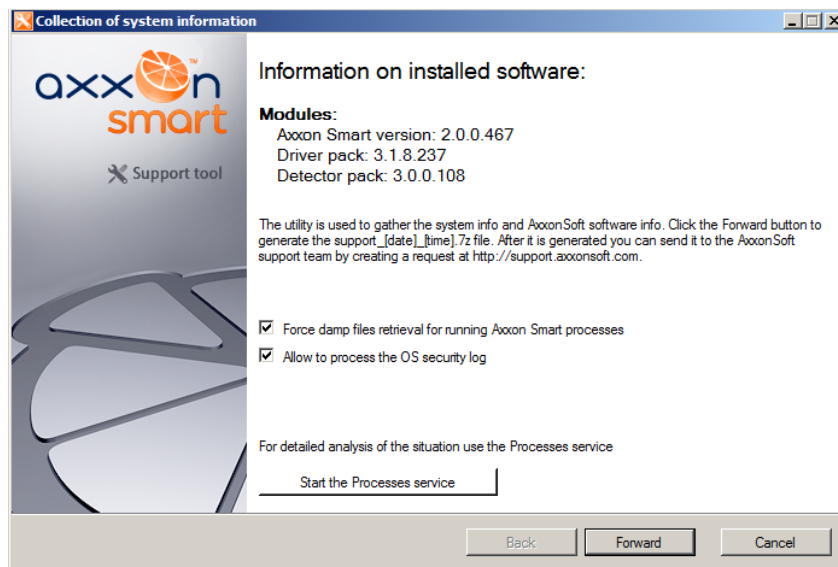 Collection of system information
axxon
TM
smart
Support tool
Information on installed software:
Modules:
Axxon Smart version: 2.0.0.467
Driver pack: 3.1.8.237
Detector pack: 3.0.0.108
The utility is used to gather the system info and AxxonSoft software info. Click the Forward button to
generate the support_[date]_[time].7z file. After it is generated you can send it to the AxxonSoft
support team by creating a request at http://support.axxonsoft.com.
Force damp files retrieval for running Axxon Smart processes
Allow to process the OS security log
For detailed analysis of the situation use the Processes service
Start the Processes service
Back
Forward
Cancel